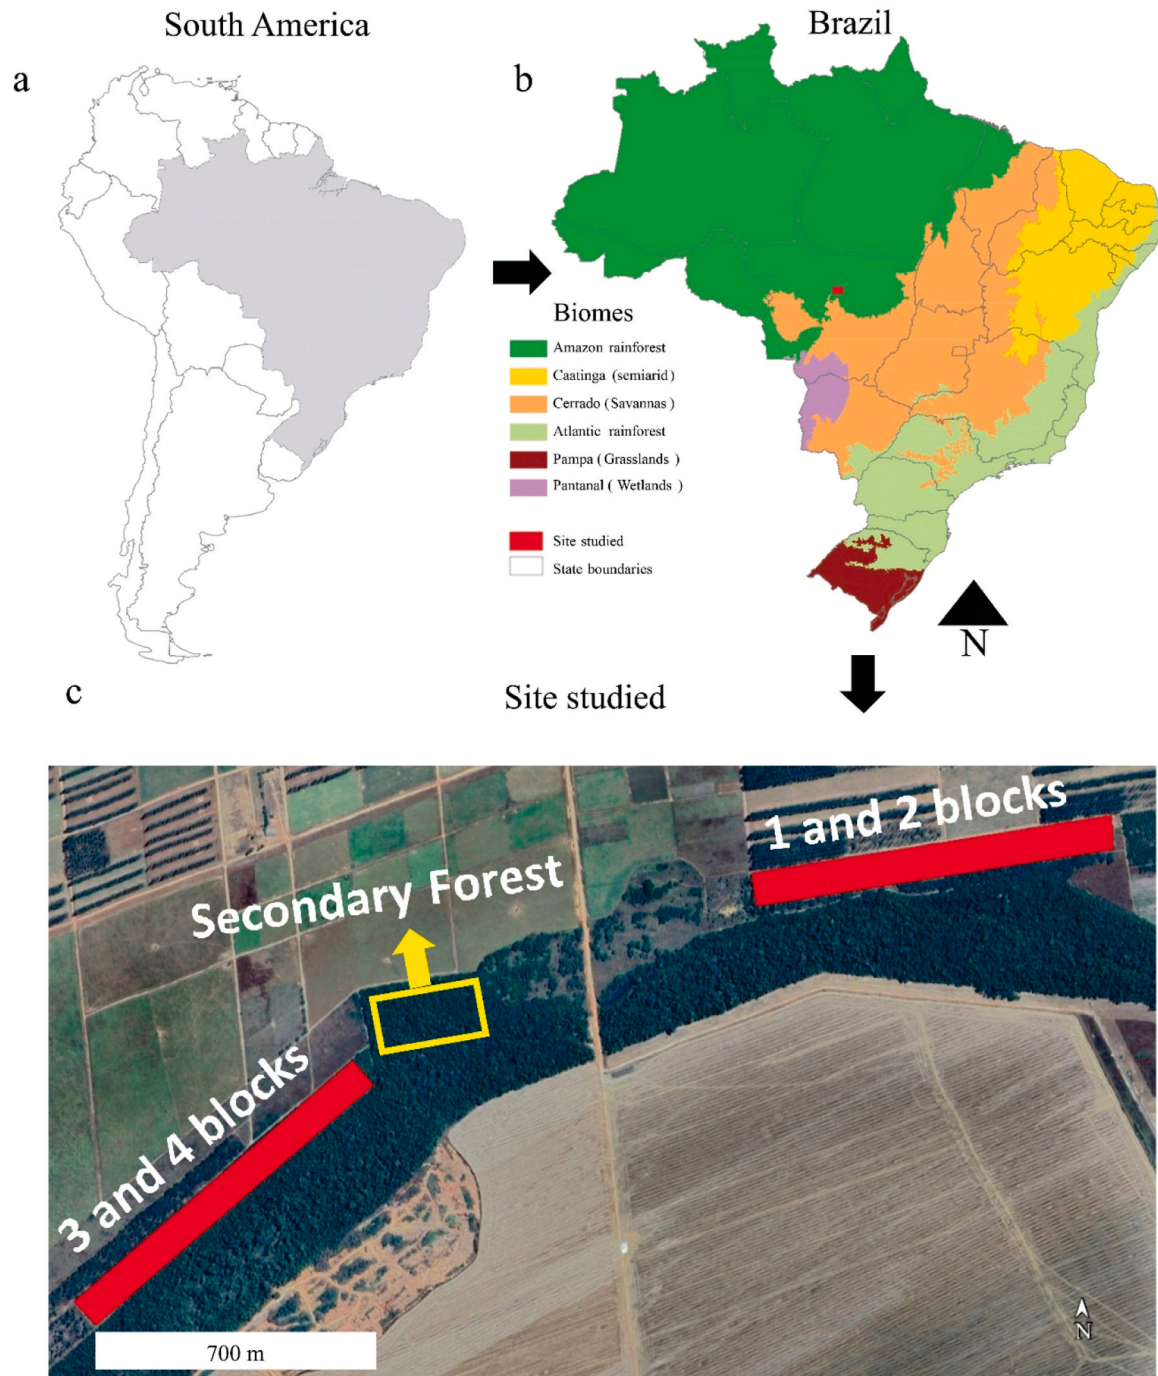 South America
Brazil
a
b
Biomes
Amazon rainforest
Caatinga (semiarid)
Cerrado (Savannas)
Atlantic rainforest
Pampa (Grasslands)
Pantanal (Wetlands)
Site studied
State boundaries
N
c
Site studied
1 and 2 blocks
Secondary Forest
3 and 4 blocks
N
700 m